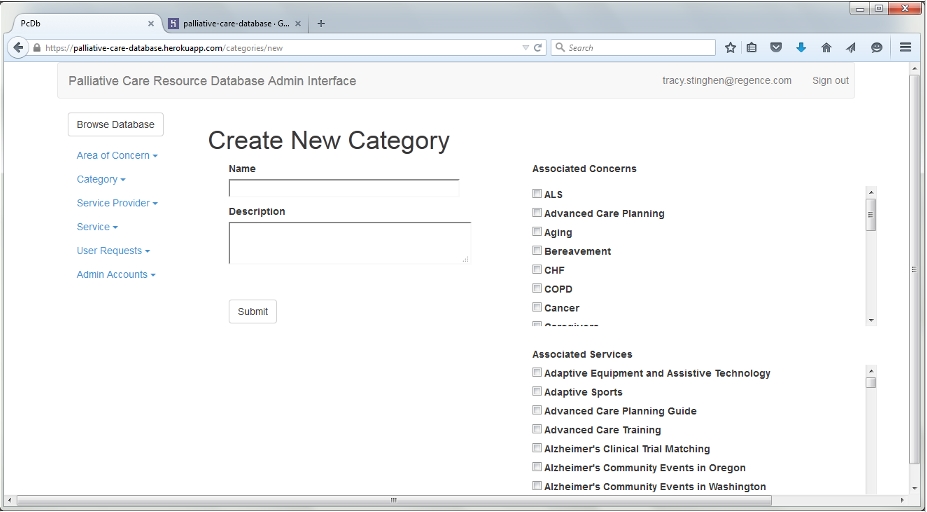 PcDb
palliative-care-database - G...
https://palliative-care-database.herokuapp.com/categories/new
Search
Palliative Care Resource Database Admin Interface
tracy.stinghen@regence.com
Sign out
Browse Database
Area of Concern
Category
Service Provider
Service
User Requests
Admin Accounts
Create New Category
Name
Description
Submit
Associated Concerns
ALS
Advanced Care Planning
Aging
Bereavement
CHF
COPD
Cancer
Associated Services
Adaptive Equipment and Assistive Technology
Adaptive Sports
Advanced Care Planning Guide
Advanced Care Training
Alzheimer's Clinical Trial Matching
Alzheimer's Community Events in Oregon
Alzheimer's Community Events in Washington